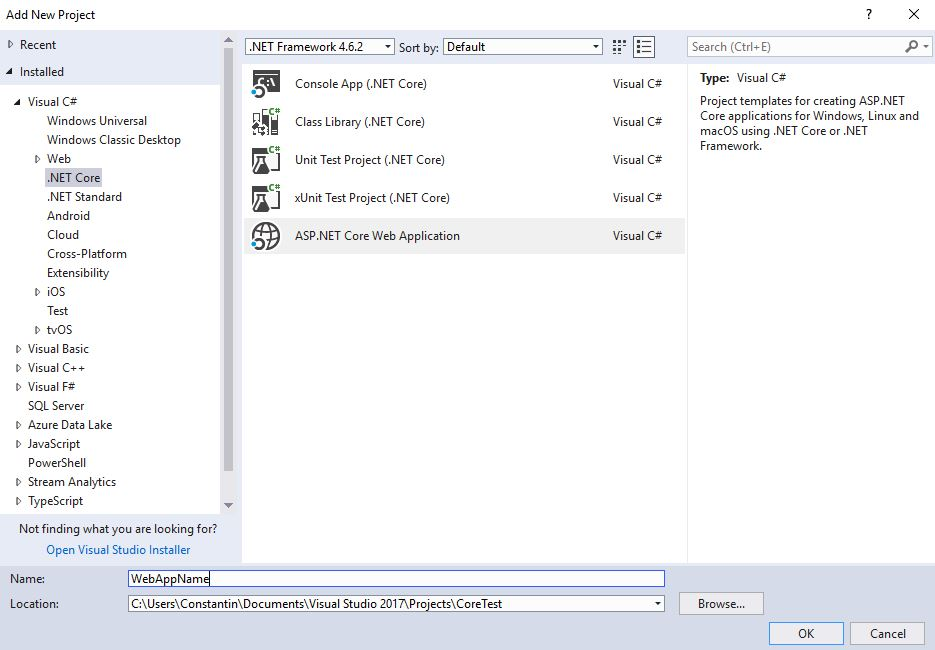 Add New Project
?
Recent
Installed
Visual C#
Windows Universal
Windows Classic Desktop
Web
.NET Core
.NET Standard
Android
Cloud
Cross-Platform
Extensibility
iOS
Test
tvOS
Visual Basic
Visual C++
Visual F#
SQL Server
Azure Data Lake
JavaScript
PowerShell
Stream Analytics
TypeScript
Not finding what you are looking for?
Open Visual Studio Installer
.NET Framework 4.6.2 Sort by: Default
C:\ Console App (.NET Core) Visual C#
C# Class Library (.NET Core) Visual C#
C# Unit Test Project (.NET Core) Visual C#
C# xUnit Test Project (.NET Core) Visual C#
ASP.NET Core Web Application Visual C#
Search (Ctrl+E)
Type: Visual C#
Project templates for creating ASP.NET
Core applications for Windows, Linux and
macOS using .NET Core or .NET
Framework.
Name: WebAppName
Location: C:\Users\Constantin\Documents\Visual Studio 2017\Projects\CoreTest Browse...
OK Cancel